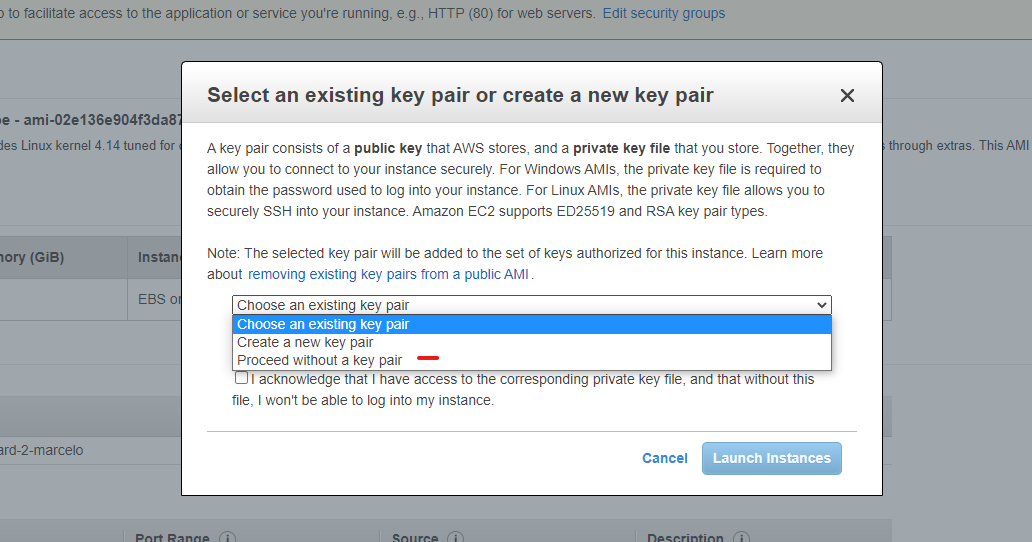 to facilitate access to the application or service you're running, e.g., HTTP (80) for web servers. Edit security groups
Select an existing key pair or create a new key pair
- ami-02e136e904f3da87
Linux kernel 4.14 tuned for
through extras. This AMI
A key pair consists of a public key that AWS stores, and a private key file that you store. Together, they
allow you to connect to your instance securely. For Windows AMIs, the private key file is required to
obtain the password used to log into your instance. For Linux AMIs, the private key file allows you to
securely SSH into your instance. Amazon EC2 supports ED25519 and RSA key pair types.
(GiB)
Instan
Note: The selected key pair will be added to the set of keys authorized for this instance. Learn more
about removing existing key pairs from a public AMI.
EBS
Choose an existing key pair
Choose an existing key pair
Create a new key pair
Proceed without a key pair
I acknowledge that I have access to the corresponding private key file, and that without this
file, I won't be able to log into my instance.
ard-2-marcelo
Cancel
Launch Instances
Port Range
Source
Description